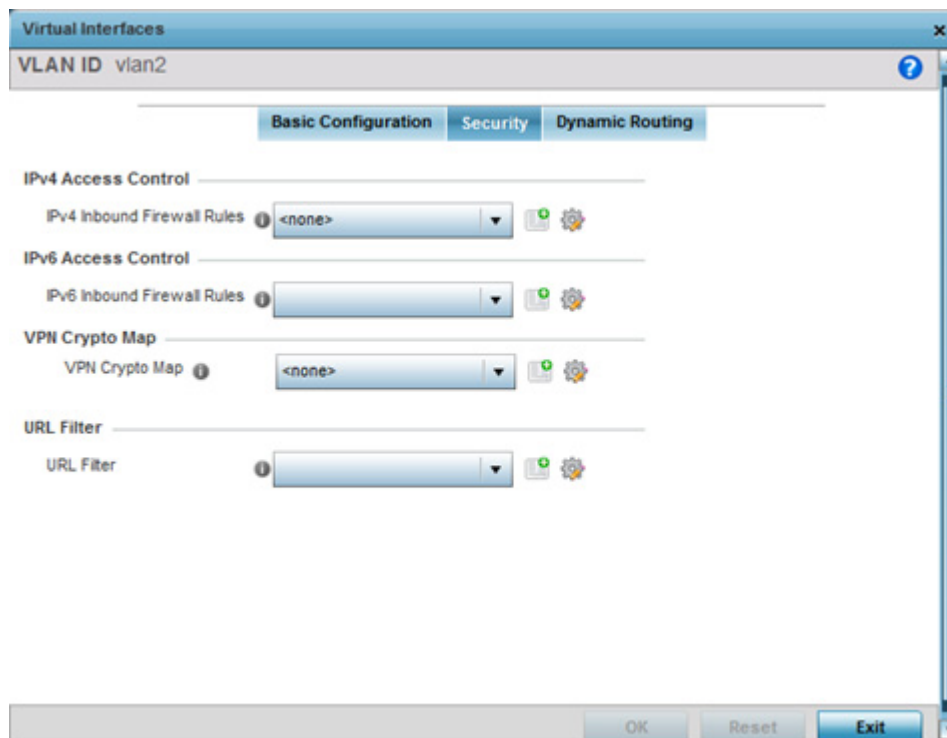 Virtual Interfaces ×
VLAN ID vlan2 ?
Basic Configuration Security Dynamic Routing
IPv4 Access Control
IPv4 Inbound Firewall Rules <none>
IPv6 Access Control
IPv6 Inbound Firewall Rules
VPN Crypto Map
VPN Crypto Map <none>
URL Filter
URL Filter
OK Reset Exit